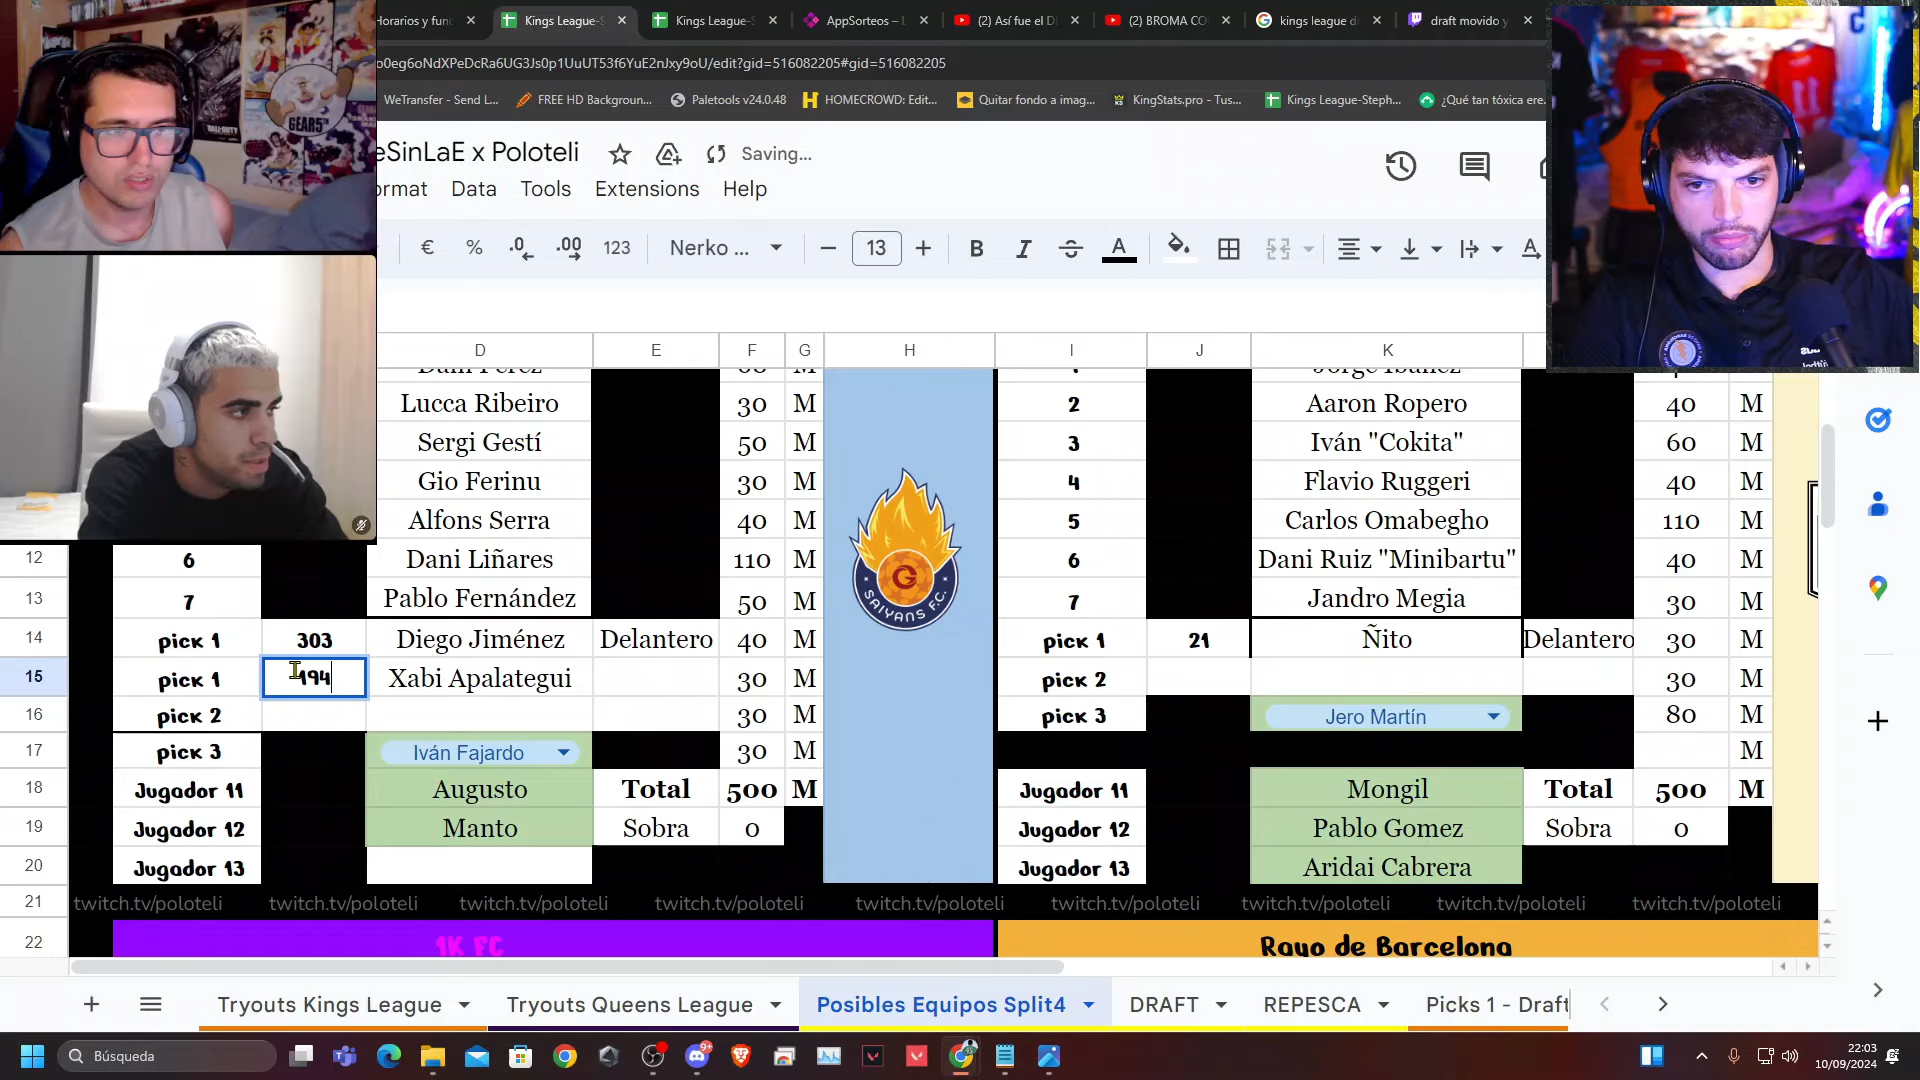 Horarios y fun
Kings League-S
Kings League-S
AppSorteos – L
(2) Así fue el D
(2) BROMA CO
kings league d
draft movido y
o0eg6oNdXPeDcRa6UG3Js0p1UuUT53f6YuE2nJxy9oU/edit?gid=516082205#gid=516082205
WeTransfer - Send L...
FREE HD Backgroun...
Paletools v24.0.48
HOMECROWD: Edit...
Quitar fondo a imag...
KingStats.pro - Tus...
Kings League-Steph...
¿Qué tan tóxica ere...
eSinLaE x Poloteli
Saving...
ormat Data Tools Extensions Help
€ % .0 .00 123 Nerko ... 13 B I A
D E F G H I J K
Lucca Ribeiro 30 M 2 Aaron Ropero 40 M
Sergi Gestí 50 M 3 Iván "Cokita" 60 M
Gio Ferinu 30 M 4 Flavio Ruggeri 40 M
Alfons Serra 40 M 5 Carlos Omabegho 110 M
12 6 Dani Liñares 110 M 6 Dani Ruiz "Minibartu" 40 M
13 7 Pablo Fernández 50 M 7 Jandro Megia 30 M
14 pick 1 303 Diego Jiménez Delantero 40 M pick 1 21 Ñito Delantero 30 M
15 pick 1 194 Xabi Apalategui 30 M pick 2 30 M
16 pick 2 30 M pick 3 Jero Martín 80 M
17 pick 3 Iván Fajardo 30 M M
18 Jugador 11 Augusto Total 500 M Jugador 11 Mongil Total 500 M
19 Jugador 12 Manto Sobra 0 Jugador 12 Pablo Gomez Sobra 0
20 Jugador 13 Jugador 13 Aridai Cabrera
21 twitch.tv/poloteli twitch.tv/poloteli twitch.tv/poloteli twitch.tv/poloteli twitch.tv/poloteli twitch.tv/poloteli twitch.tv/poloteli twitch.tv/poloteli twitch.tv/poloteli
22 1K FC Rayo de Barcelona
SAIYANS F.C.
GEAR5
Tryouts Kings League
Tryouts Queens League
Posibles Equipos Split4
DRAFT
REPESCA
Picks 1 - Draft
Búsqueda
9+
22:03
10/09/2024